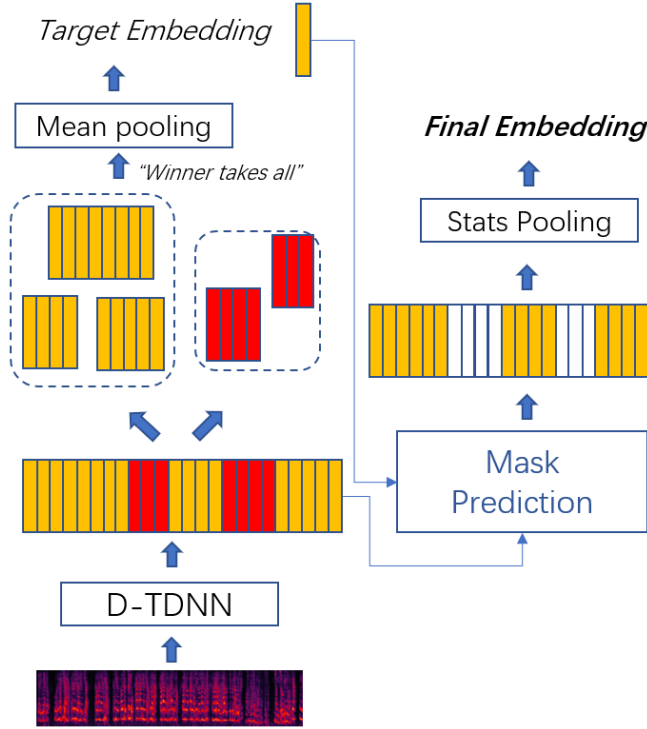 Target Embedding
Mean pooling
“Winner takes all”
Final Embedding
Stats Pooling
Mask
Prediction
D-TDNN